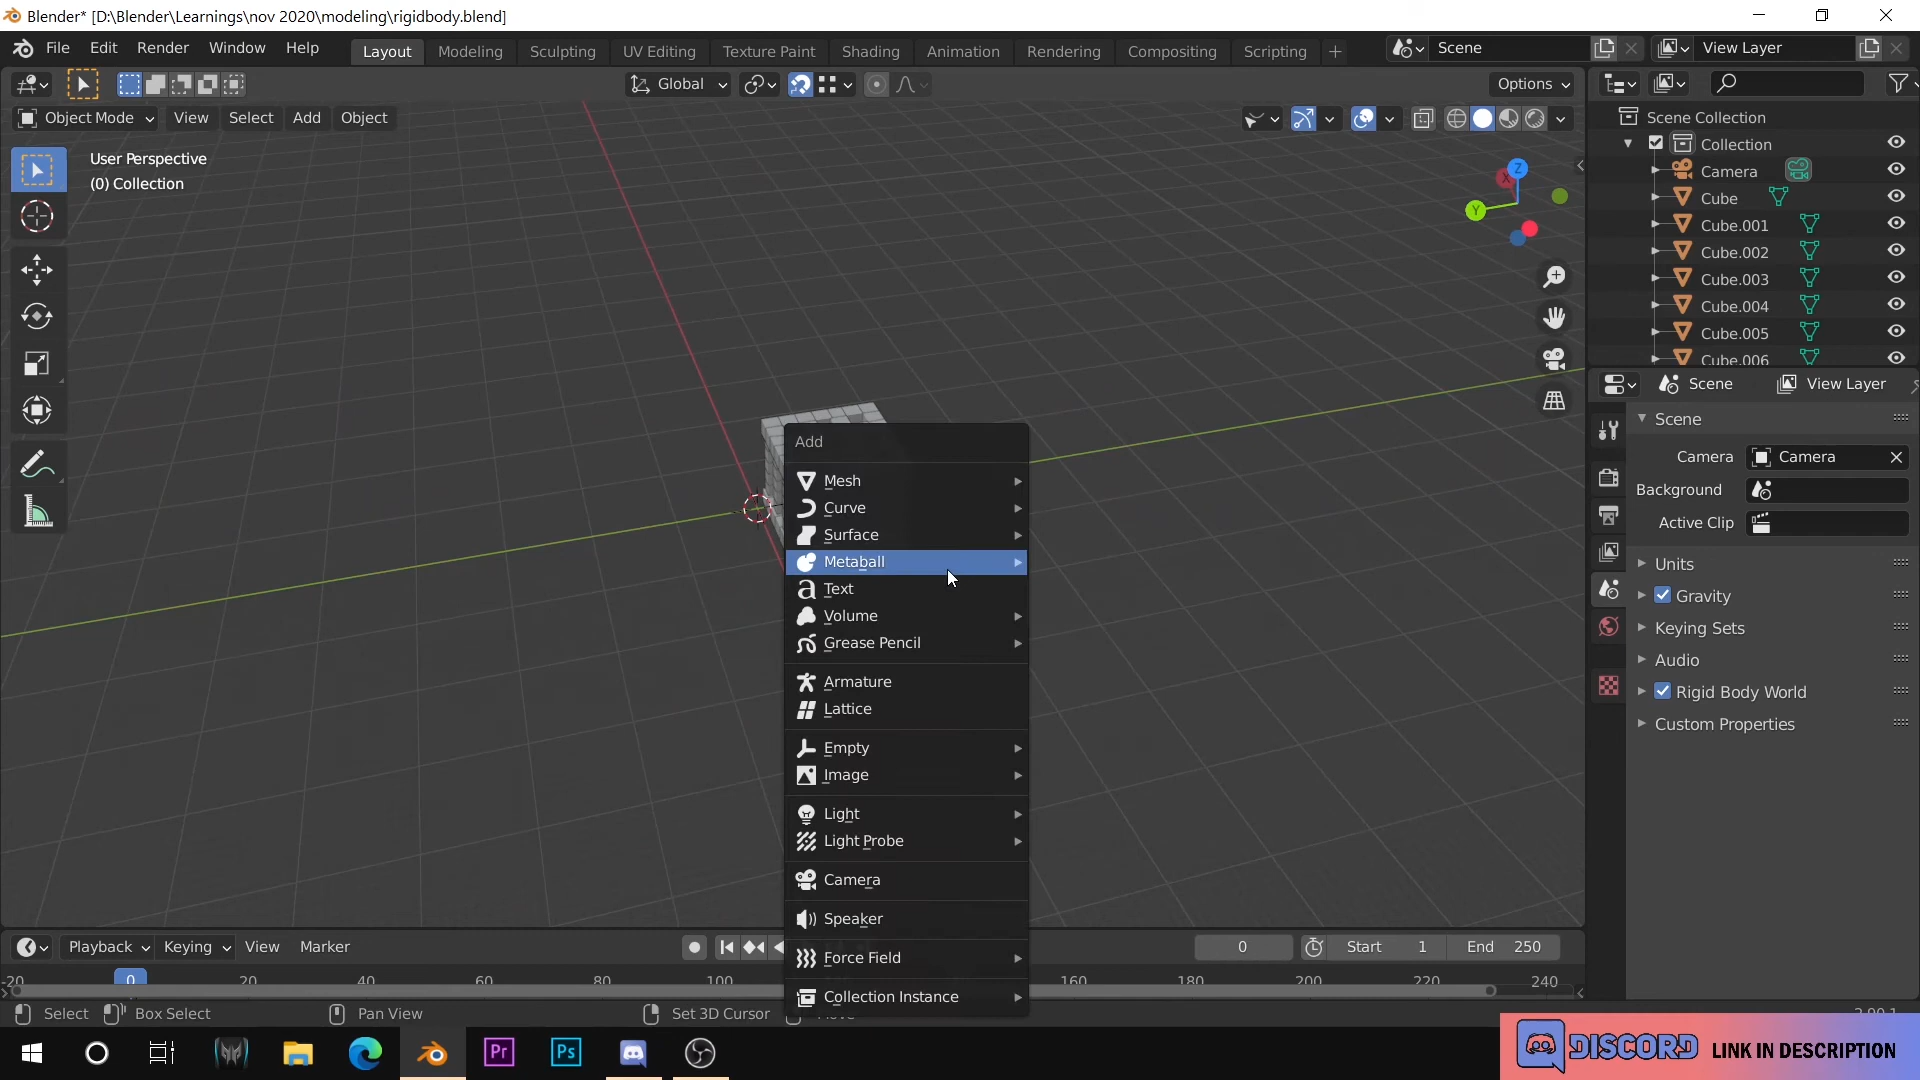 Blender* [D:\Blender\Learnings\nov 2020\modeling\rigidbody.blend]
File Edit Render Window Help
Layout Modeling Sculpting UV Editing Texture Paint Shading Animation Rendering Compositing Scripting +
Scene
View Layer
Global
Options
Object Mode View Select Add Object
User Perspective
(0) Collection
Z
X
Y
Scene Collection
Collection
Camera
Cube
Cube.001
Cube.002
Cube.003
Cube.004
Cube.005
Cube.006
Scene View Layer
Scene
Camera Camera
Background
Active Clip
Units
Gravity
Keying Sets
Audio
Rigid Body World
Custom Properties
Add
Mesh
Curve
Surface
Metaball
Text
Volume
Grease Pencil
Armature
Lattice
Empty
Image
Light
Light Probe
Camera
Speaker
Force Field
Collection Instance
Playback Keying View Marker
0
Start 1 End 250
-20 0 20 40 60 80 100 160 180 200 220 240
Select Box Select Pan View Set 3D Cursor
Pr Ps
DISCORD LINK IN DESCRIPTION